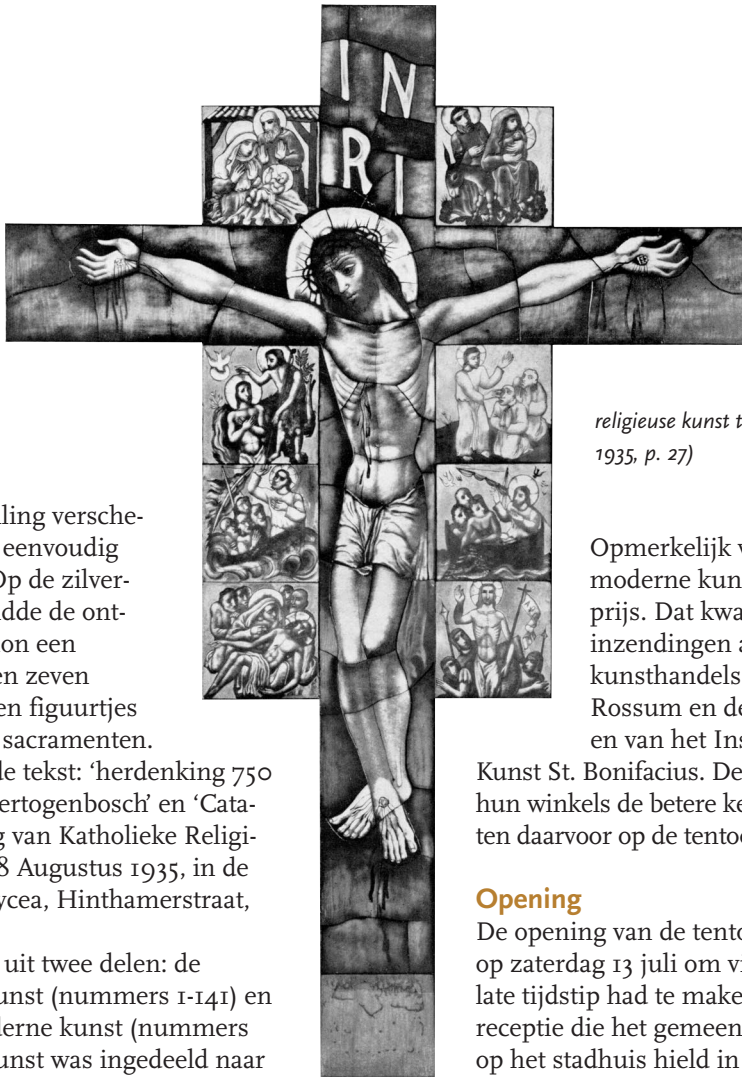 IN
RI
ling versche-
eenvoudig
Op de zilver-
dde de ont-
on een
en zeven
en figuurtjes
sacramenten.
de tekst: ‘herdenking 750
ertogenbosch’ en ‘Cata-
g van Katholieke Religi-
8 Augustus 1935, in de
ycea, Hinthamerstraat,
uit twee delen: de
unst (nummers 1-141) en
derne kunst (nummers
unst was ingedeeld naar
religieuse kunst t
1935, p. 27)
Opmerkelijk v
moderne kun
prijs. Dat kwa
inzendingen a
kunsthandels
Rossum en de
en van het Ins
Kunst St. Bonifacius. De
hun winkels de betere ke
ten daarvoor op de tentoo
Opening
De opening van de tento
op zaterdag 13 juli om vi
late tijdstip had te make
receptie die het gemeen
op het stadhuis hield in